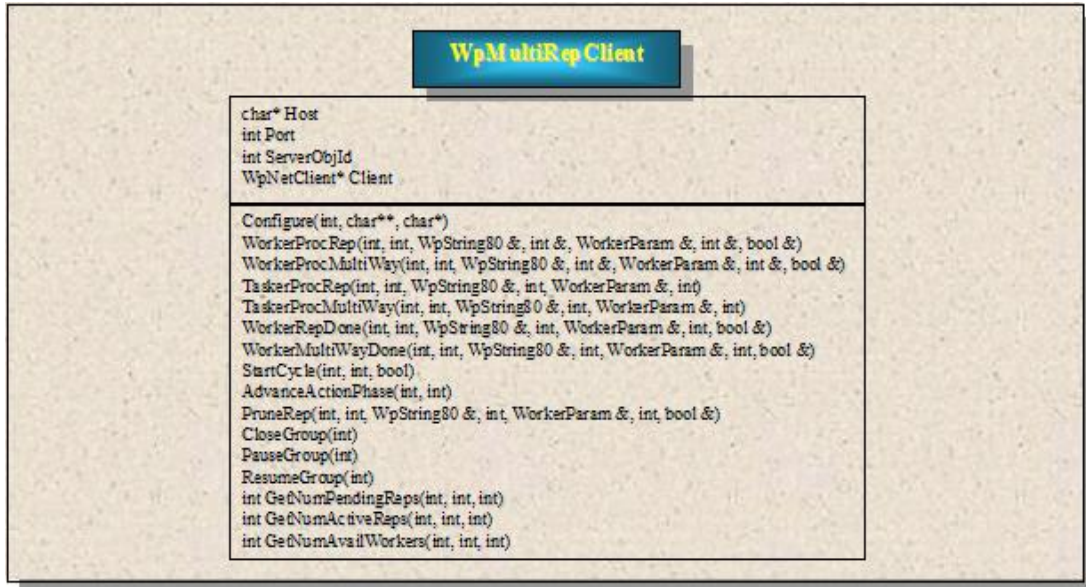 WpMultiRepClient
char* Host
int Port
int ServerObjId
WpNetClient* Client
Configure(int, char**, char*)
WorkerProcRep(int, int, WpString80 &, int &, WorkerParam &, int &, bool &)
WorkerProcMultiWay(int, int, WpString80 &, int &, WorkerParam &, int &, bool &)
TaskerProcRep(int, int, WpString80 &, int, WorkerParam &, int)
TaskerProcMultiWay(int, int, WpString80 &, int, WorkerParam &, int)
WorkerRepDone(int, int, WpString80 &, int, WorkerParam &, int, bool &)
WorkerMultiWayDone(int, int, WpString80 &, int, WorkerParam &, int, bool &)
StartCycle(int, int, bool)
AdvanceActionPhase(int, int)
PruneRep(int, int, WpString80 &, int, WorkerParam &, int, bool &)
CloseGroup(int)
PauseGroup(int)
ResumeGroup(int)
int GetNumPendingReps(int, int, int)
int GetNumActiveReps(int, int, int)
int GetNumAvailWorkers(int, int, int)